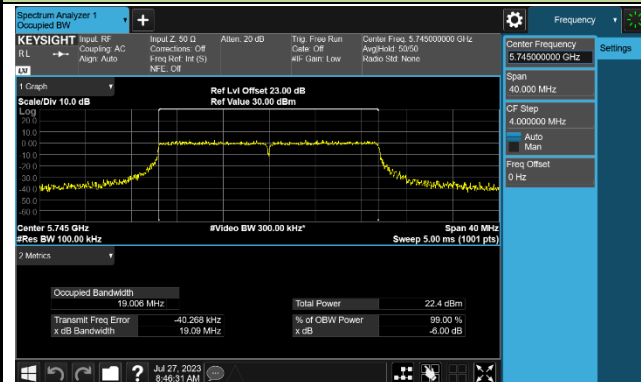 Spectrum Analyzer 1
Occupied BW
Frequency
KEYSIGHT
RL
LXI
Input: RF
Coupling: AC
Align: Auto
Input Z: 50 Ω
Corrections: Off
Freq Ref: Int (S)
NFE: Off
Atten: 20 dB
Trig: Free Run
Gate: Off
#IF Gain: Low
Center Freq: 5.745000000 GHz
Avg|Hold: 50/50
Radio Std: None
Center Frequency
5.745000000 GHz
Settings
Span
40.000 MHz
CF Step
4.000000 MHz
Auto
Man
Freq Offset
0 Hz
1 Graph
Scale/Div 10.0 dB
Ref Lvl Offset 23.00 dB
Ref Value 30.00 dBm
Log
20.0
10.0
0.00
-10.0
-20.0
-30.0
-40.0
-50.0
-60.0
Center 5.745 GHz
#Video BW 300.00 kHz*
Span 40 MHz
#Res BW 100.00 kHz
Sweep 5.00 ms (1001 pts)
2 Metrics
Occupied Bandwidth
19.006 MHz
Total Power
22.4 dBm
Transmit Freq Error
-40.268 kHz
% of OBW Power
99.00 %
x dB Bandwidth
19.09 MHz
x dB
-6.00 dB
Jul 27, 2023
8:46:31 AM